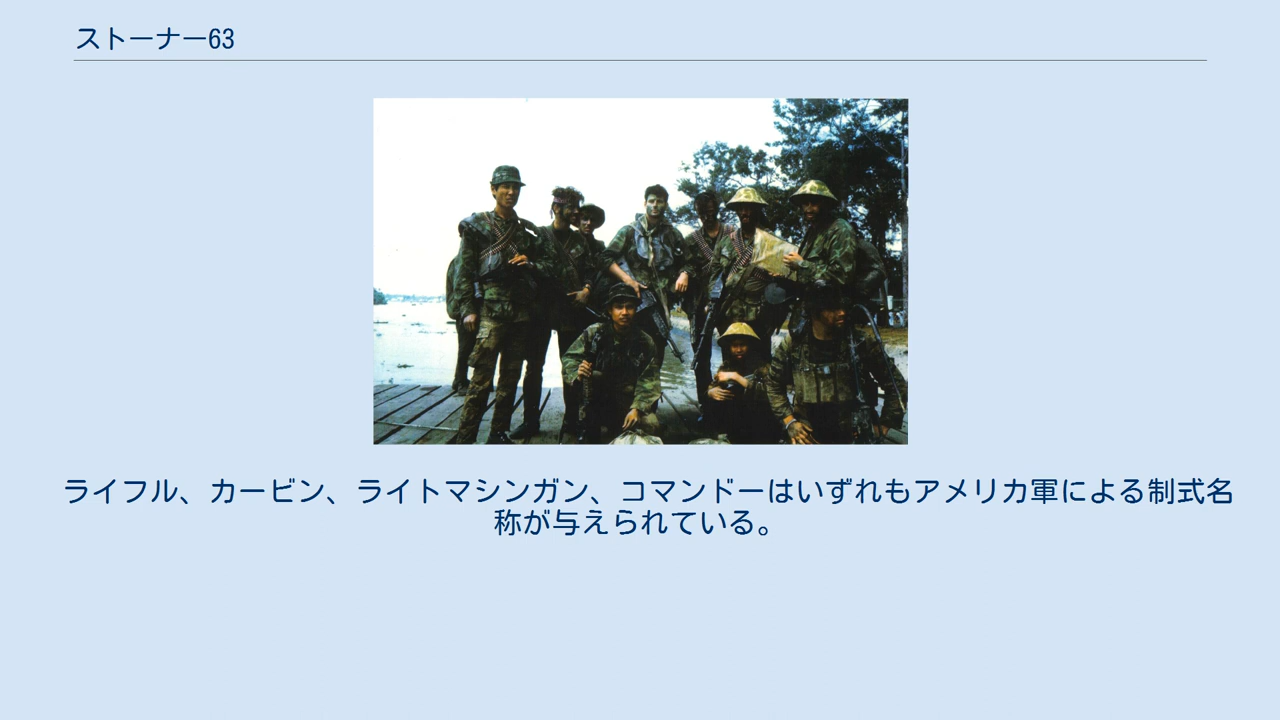 ストーナー63
ライフル、カービン、ライトマシンガン、コマンドーはいずれもアメリカ軍による制式名
称が与えられている。